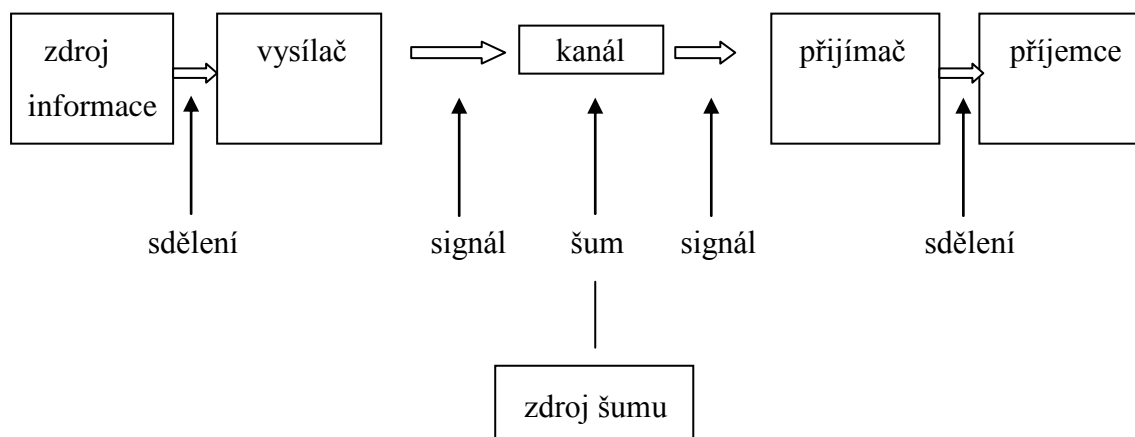 zdroj
informace
vysílač
kanál
přijímač
příjemce
sdělení
signál
šum
signál
sdělení
zdroj šumu